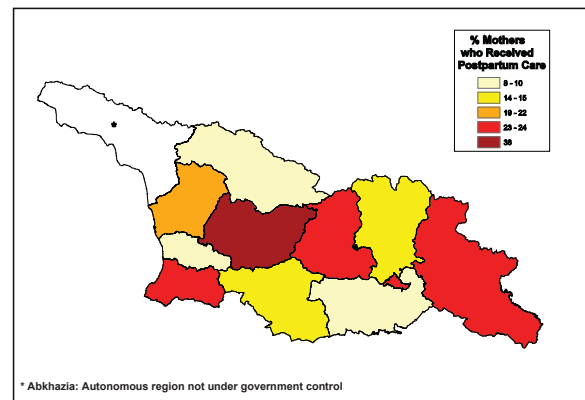 % Mothers
who Received
Postpartum Care
8 - 10
14 - 15
19 - 22
23 - 24
36
*
* Abkhazia: Autonomous region not under government control